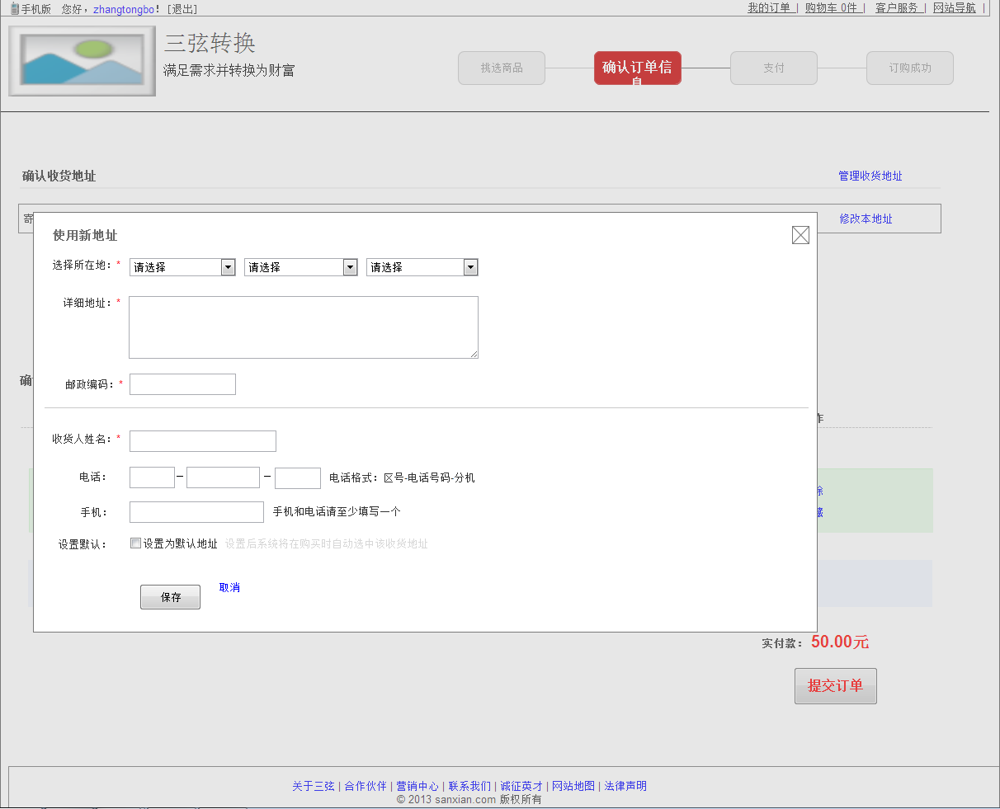 手机版 您好，zhangtongbo！[退出]
我的订单 | 购物车 0件 | 客户服务 | 网站导航 |
三弦转换
满足需求并转换为财富
挑选商品
确认订单信息
支付
订购成功
确认收货地址
管理收货地址
寄
修改本地址
使用新地址
选择所在地：* 请选择 请选择 请选择
详细地址：*
邮政编码：*
确
作
收货人姓名：*
电话： – – 电话格式：区号-电话号码-分机
除
手机： 手机和电话请至少填写一个
藏
设置默认： 设置为默认地址 设置后系统将在购买时自动选中该收货地址
保存 取消
实付款： 50.00元
提交订单
关于三弦 | 合作伙伴 | 营销中心 | 联系我们 | 诚征英才 | 网站地图 | 法律声明
© 2013 sanxian.com 版权所有